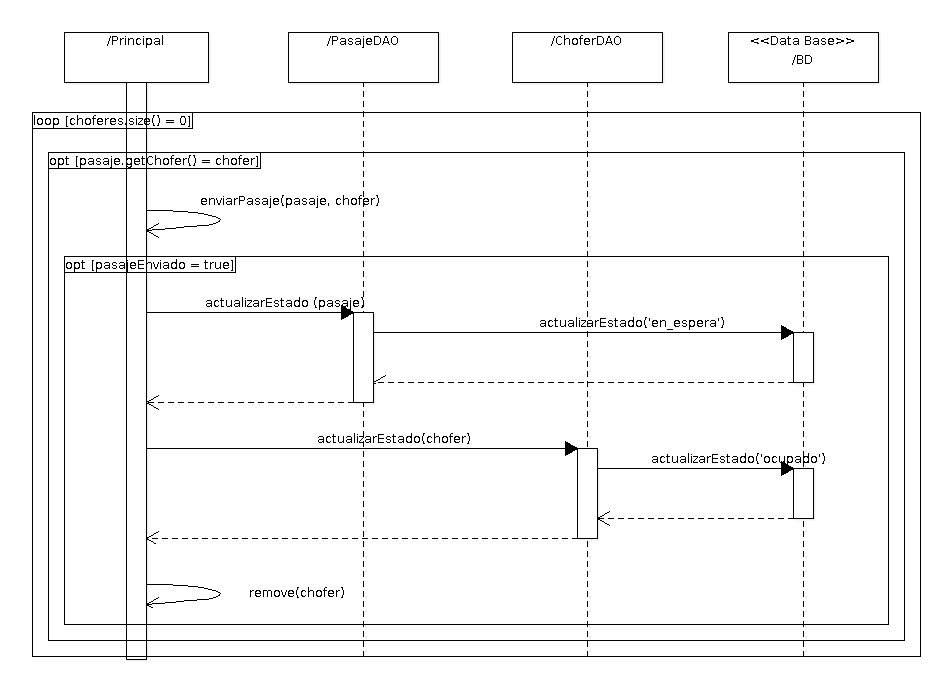 /Principal
/PasajeDAO
/ChoferDAO
<<Data Base>>
/BD
loop [choferes.size() = 0]
opt [pasaje.getChofer() = chofer]
enviarPasaje(pasaje, chofer)
opt [pasajeEnviado = true]
actualizarEstado (pasaje)
actualizarEstado('en_espera')
actualizarEstado(chofer)
actualizarEstado('ocupado')
remove(chofer)